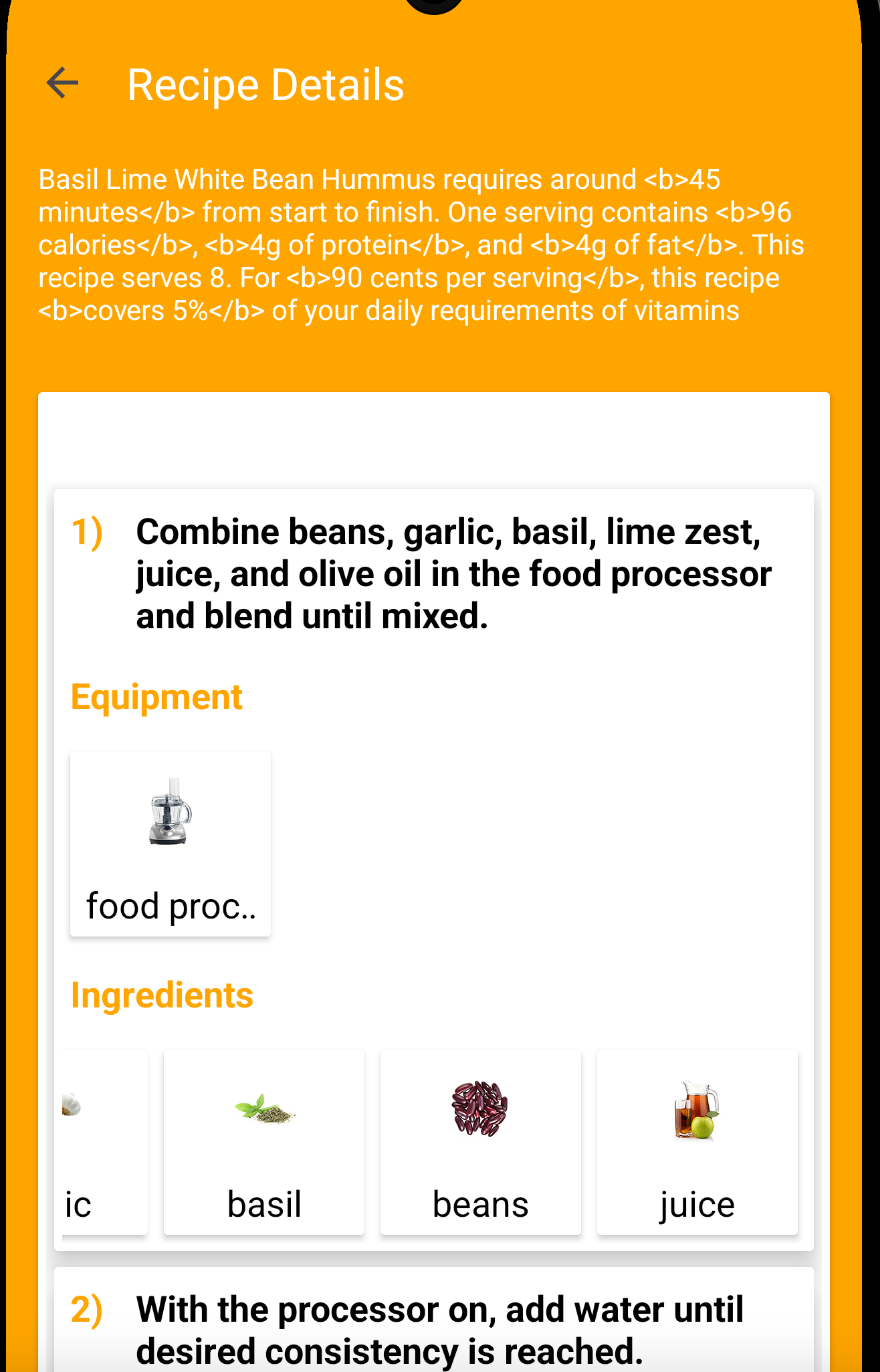 Recipe Details
Basil Lime White Bean Hummus requires around <b>45
minutes</b> from start to finish. One serving contains <b>96
calories</b>, <b>4g of protein</b>, and <b>4g of fat</b>. This
recipe serves 8. For <b>90 cents per serving</b>, this recipe
<b>covers 5%</b> of your daily requirements of vitamins
1) Combine beans, garlic, basil, lime zest,
juice, and olive oil in the food processor
and blend until mixed.
Equipment
food proc..
Ingredients
ic basil beans juice
2) With the processor on, add water until
desired consistency is reached.